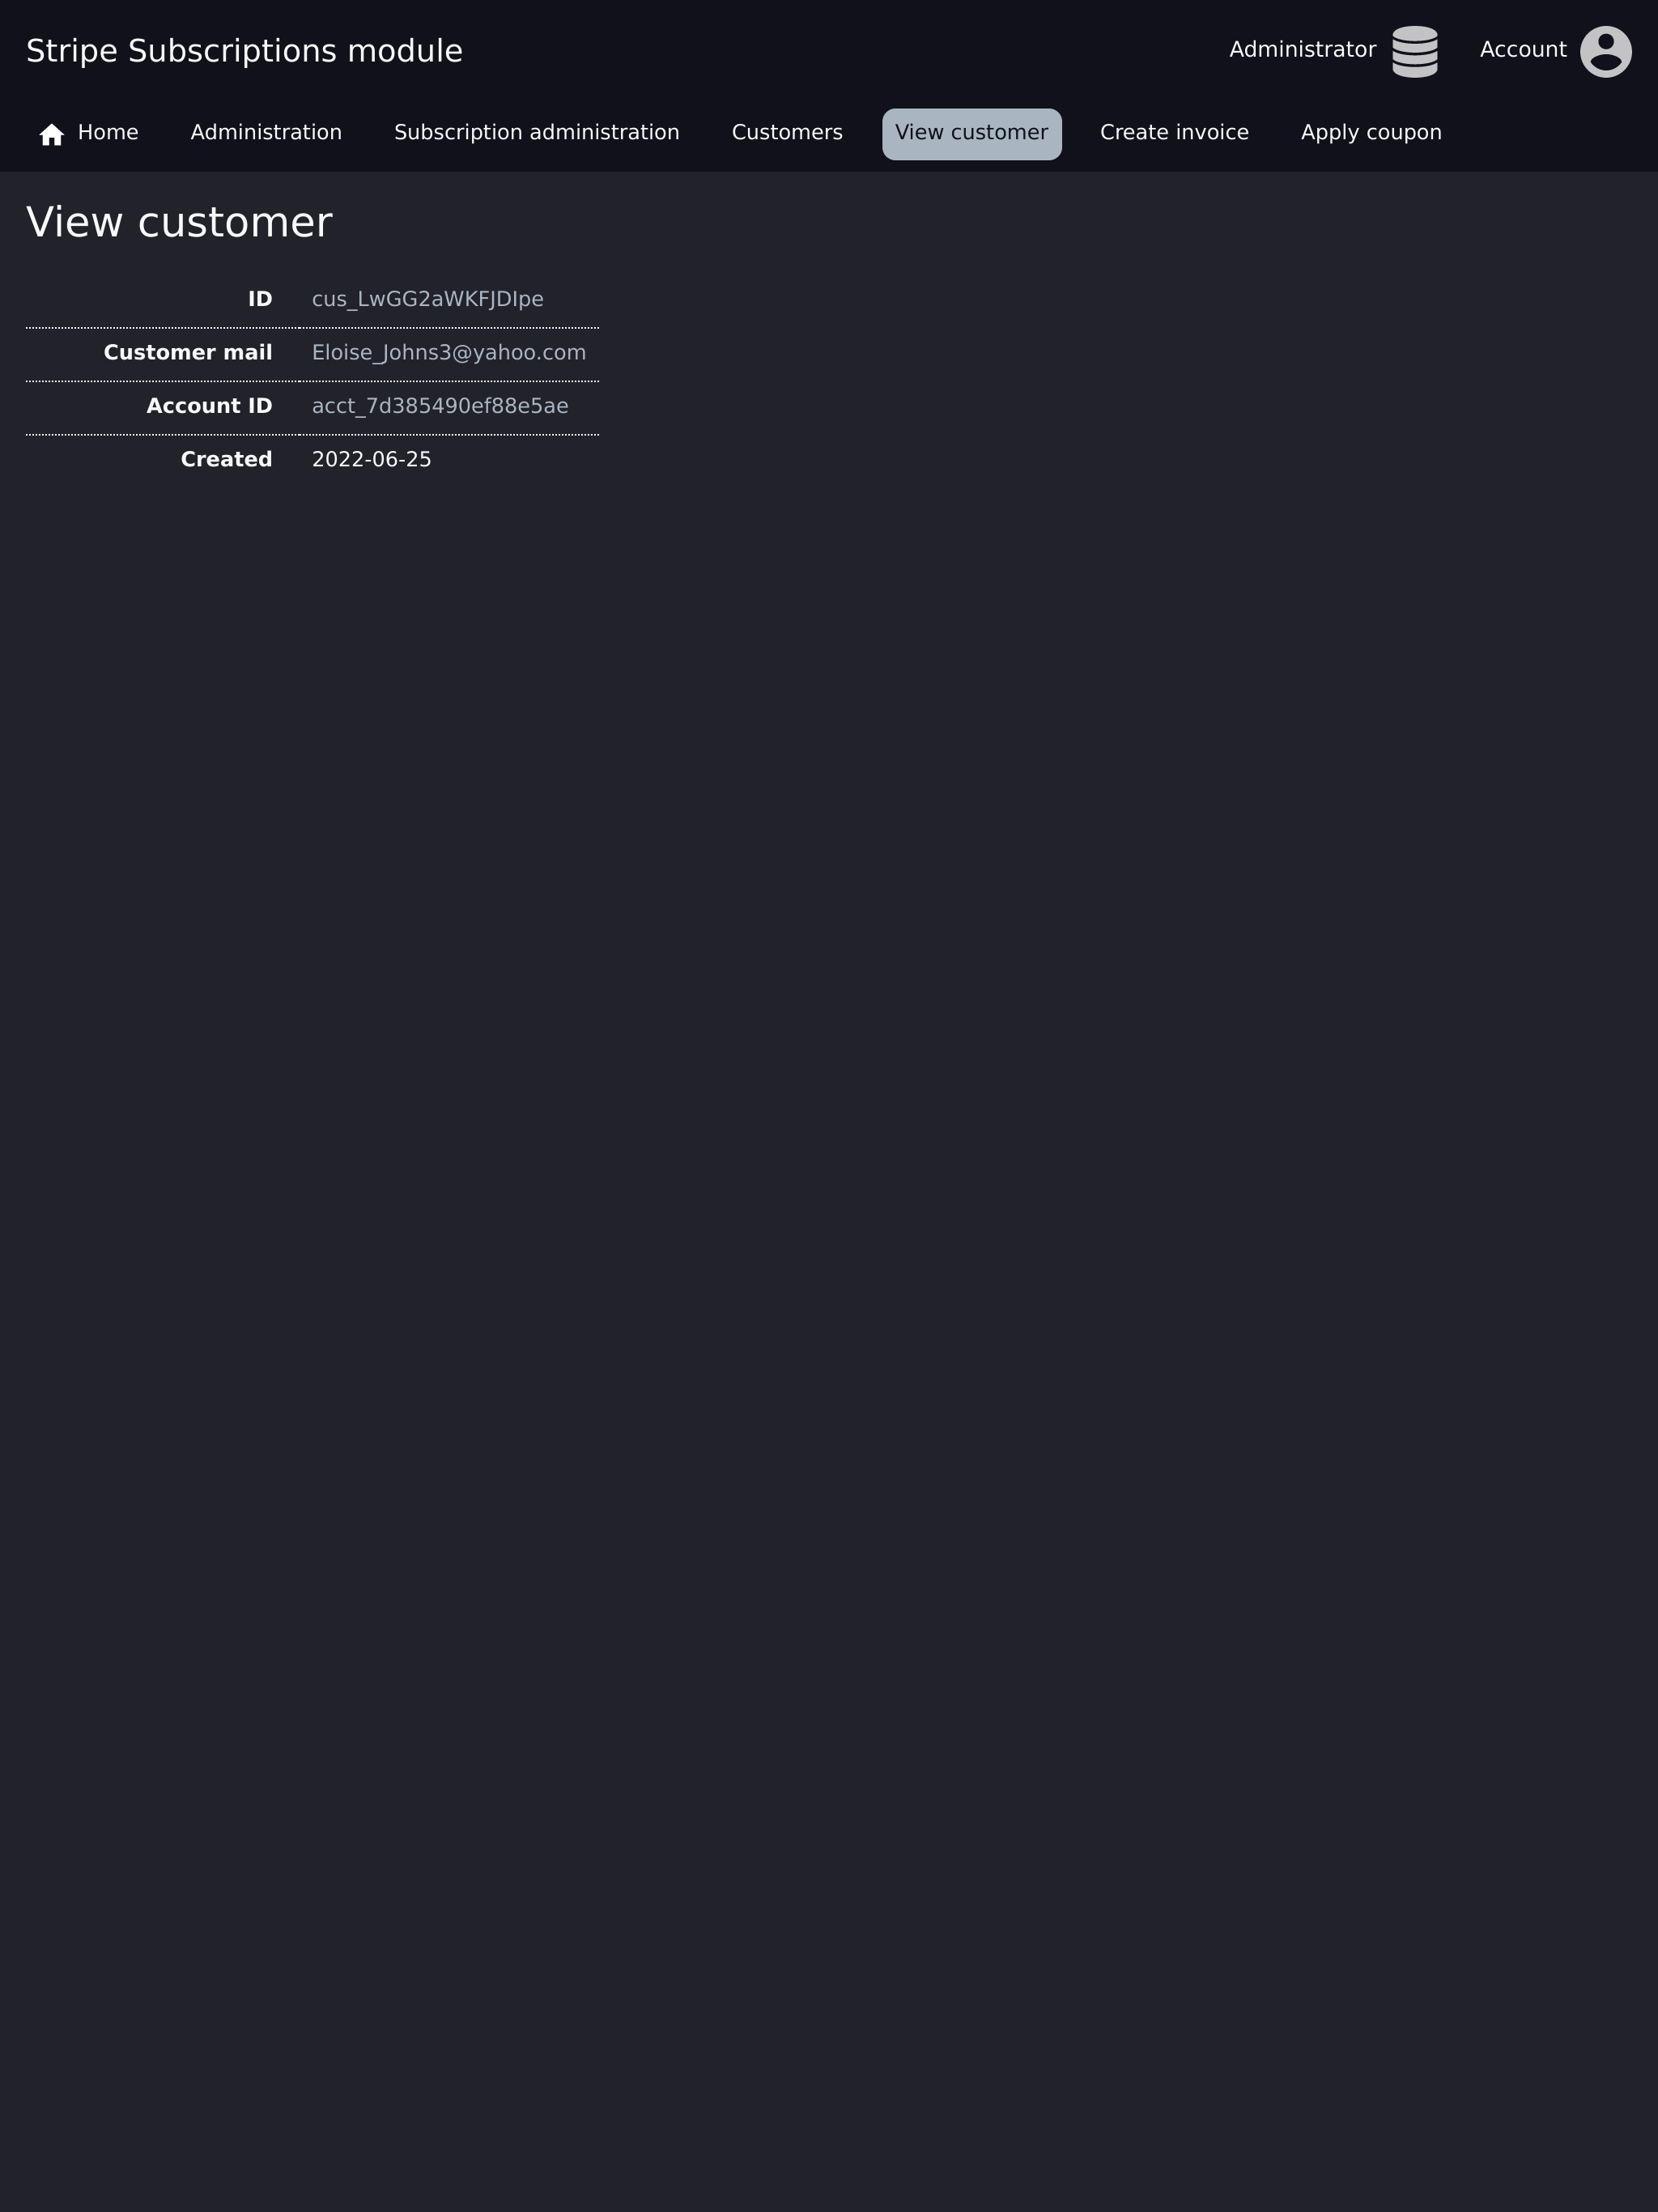 Stripe Subscriptions module
Administrator
Account
Home Administration Subscription administration Customers View customer Create invoice Apply coupon
View customer
ID cus_LwGG2aWKFJDIpe
Customer mail Eloise_Johns3@yahoo.com
Account ID acct_7d385490ef88e5ae
Created 2022-06-25